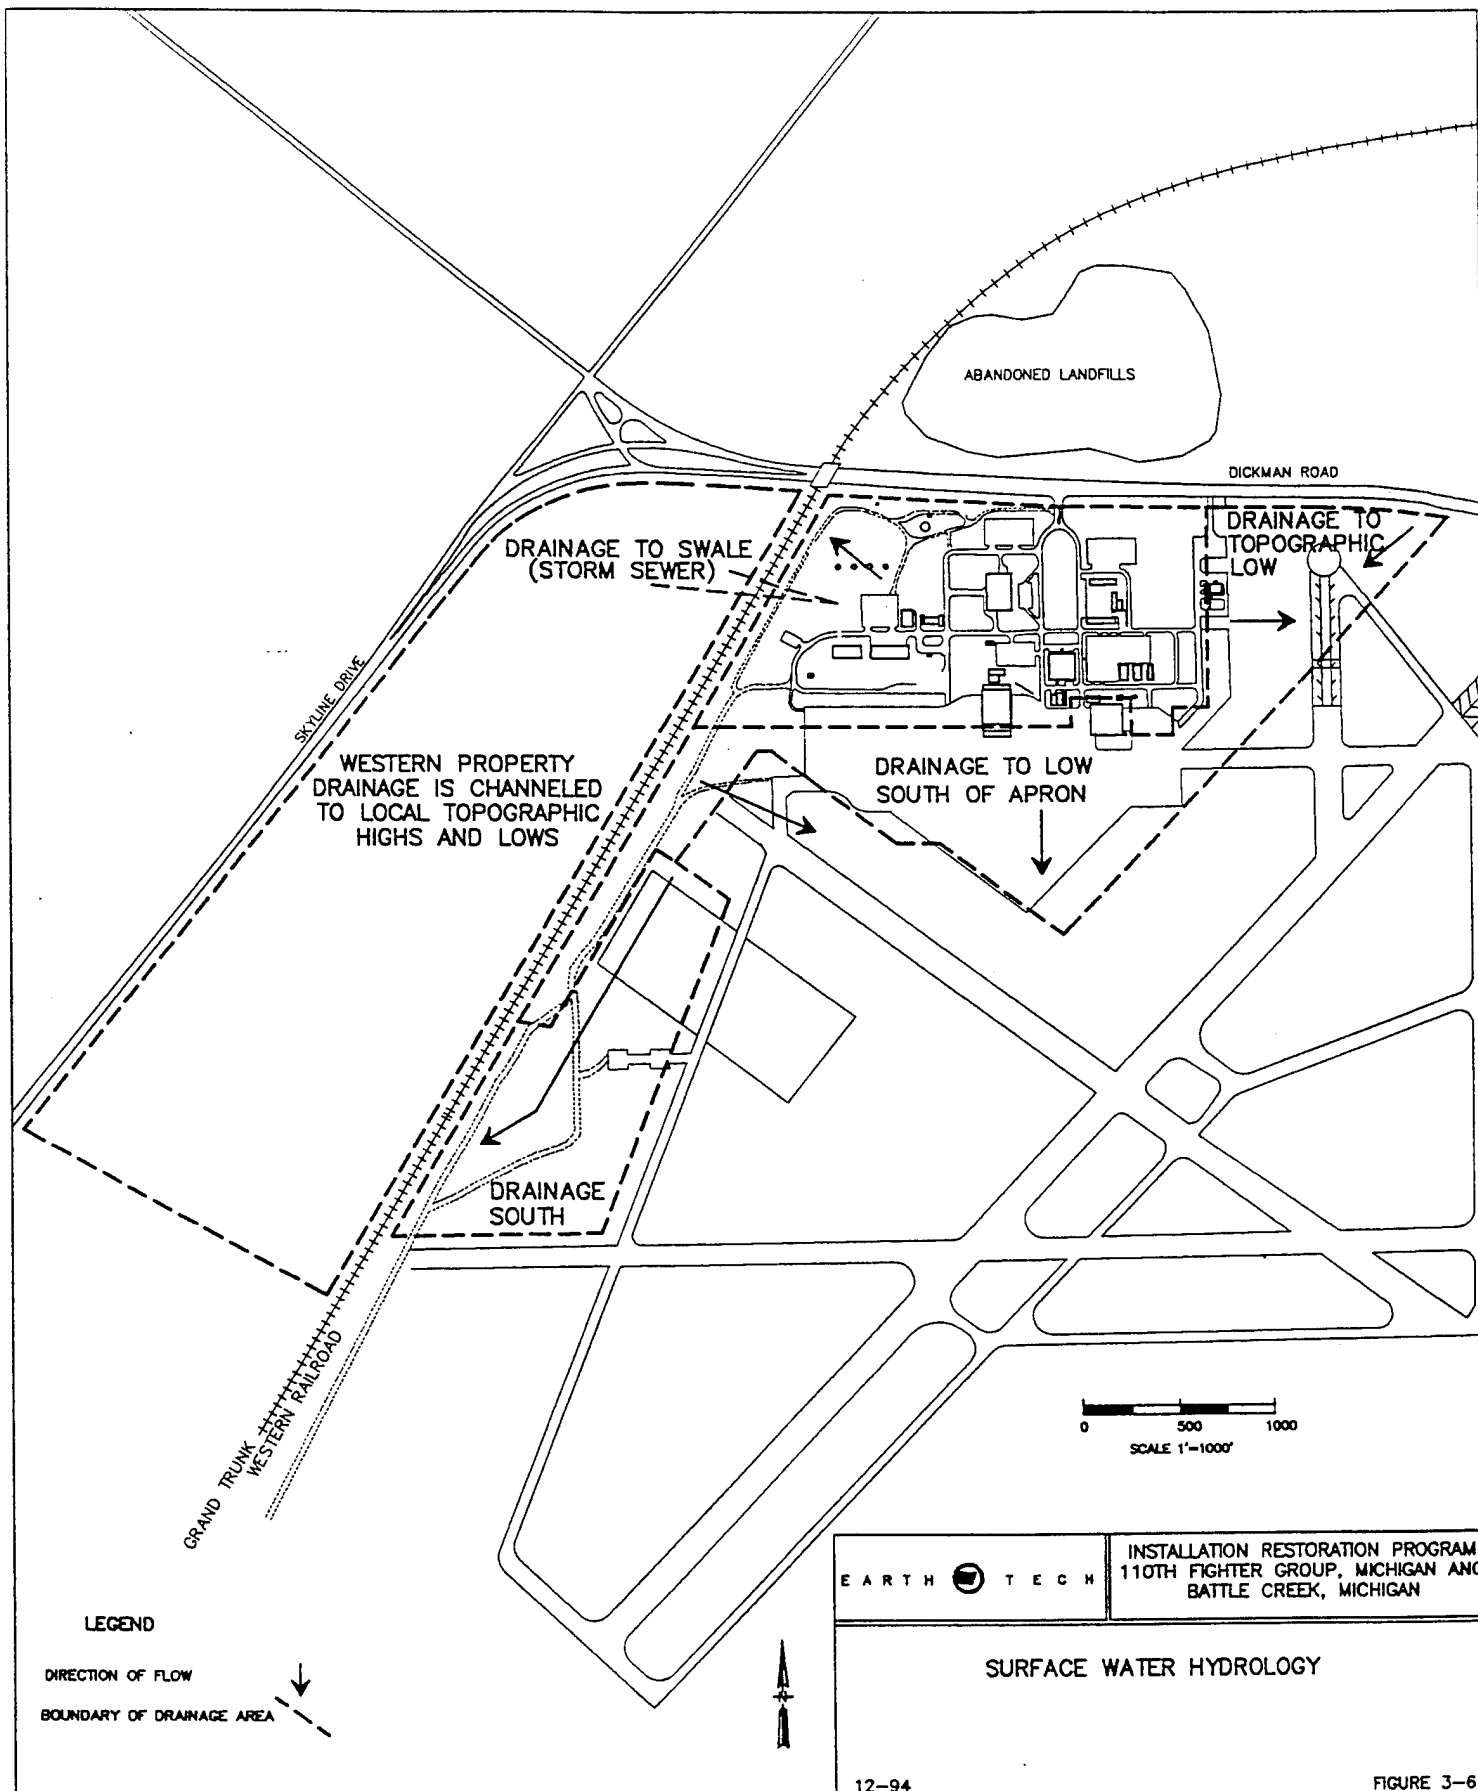 ABANDONED LANDFILLS
DICKMAN ROAD
DRAINAGE TO
TOPOGRAPHIC
LOW
DRAINAGE TO SWALE
(STORM SEWER)
SKYLINE DRIVE
WESTERN PROPERTY
DRAINAGE IS CHANNELED
TO LOCAL TOPOGRAPHIC
HIGHS AND LOWS
DRAINAGE TO LOW
SOUTH OF APRON
DRAINAGE
SOUTH
GRAND TRUNK
WESTERN RAILROAD
0 500 1000
SCALE 1"=1000'
EARTH TECH
INSTALLATION RESTORATION PROGRAM
110TH FIGHTER GROUP, MICHIGAN ANG
BATTLE CREEK, MICHIGAN
LEGEND
DIRECTION OF FLOW
BOUNDARY OF DRAINAGE AREA
N
SURFACE WATER HYDROLOGY
12-94
FIGURE 3-6